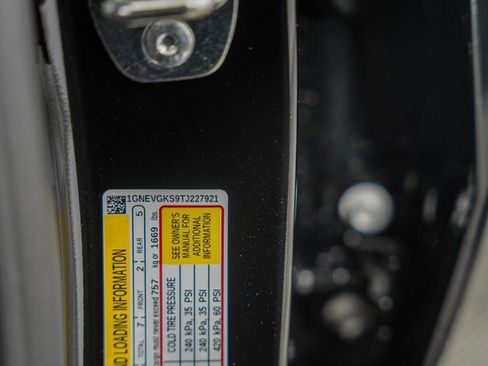 1GNEVGKS9TJ227921
ND LOADING INFORMATION
TOTAL 7 FRONT 2 REAR 5
argo must never exceed 757 kg or 1669 lbs.
SEE OWNER'S
MANUAL FOR
ADDITIONAL
INFORMATION
COLD TIRE PRESSURE
240 kPa, 35 PSI
240 kPa, 35 PSI
420 kPa, 60 PSI